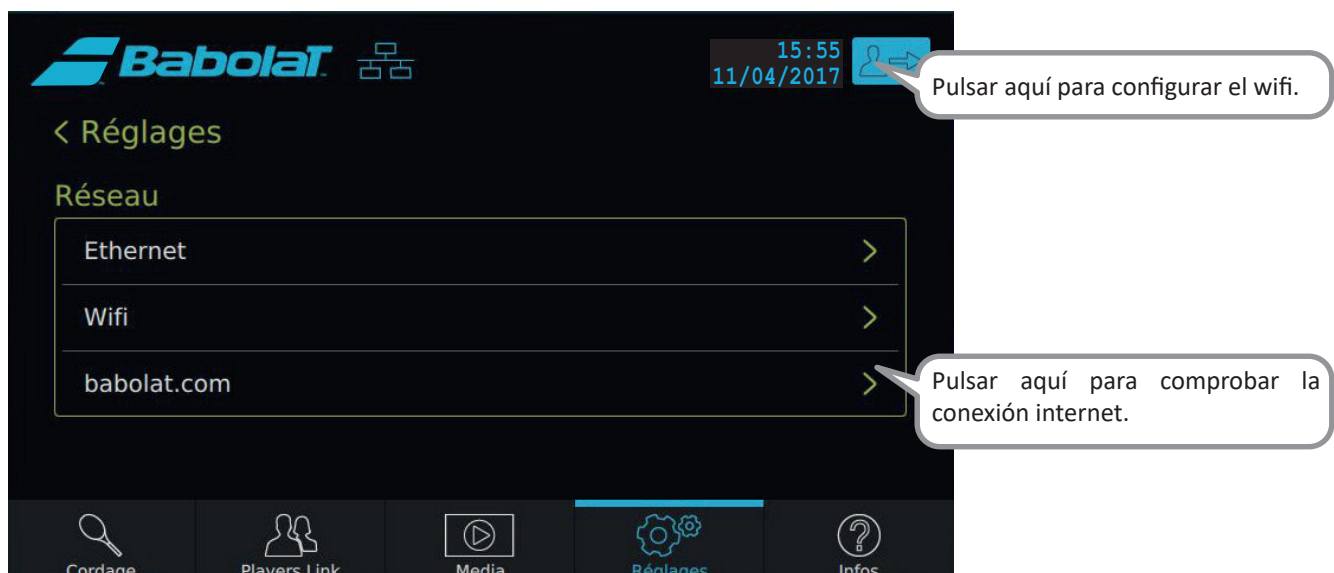 Babolat
15:55
11/04/2017
Pulsar aquí para configurar el wifi.
< Réglages
Réseau
Ethernet
Wifi
babolat.com
Pulsar aquí para comprobar la
conexión internet.
Cordage
Players Link
Media
Réglages
Infos